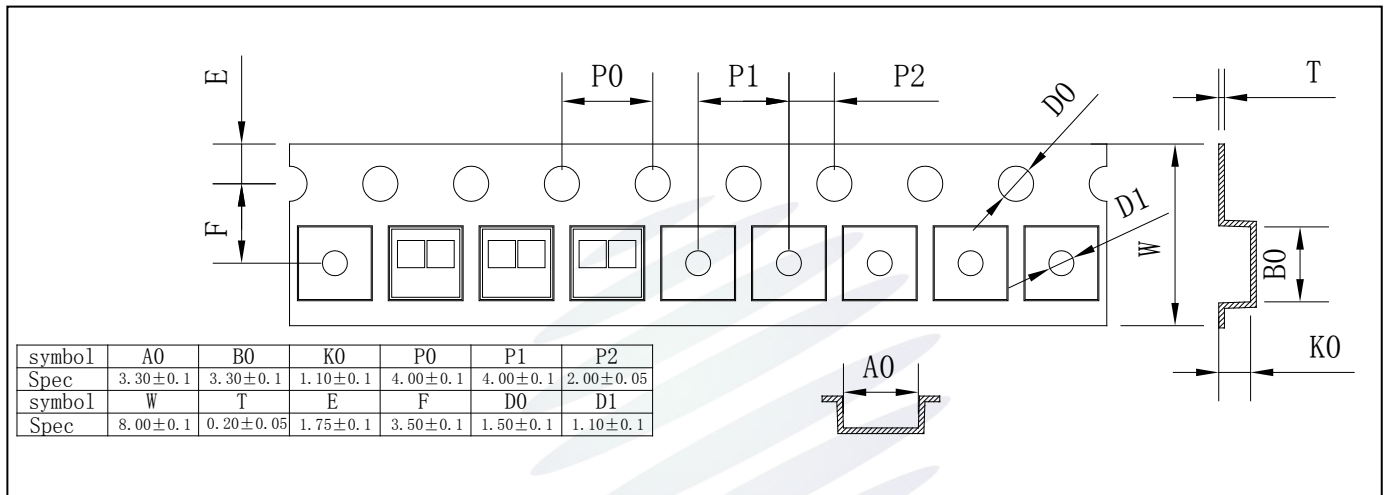 E
P0
P1
P2
T
D0
F
D1
W
B0
K0
A0
symbol A0 B0 K0 P0 P1 P2
Spec 3.30±0.1 3.30±0.1 1.10±0.1 4.00±0.1 4.00±0.1 2.00±0.05
symbol W T E F D0 D1
Spec 8.00±0.1 0.20±0.05 1.75±0.1 3.50±0.1 1.50±0.1 1.10±0.1